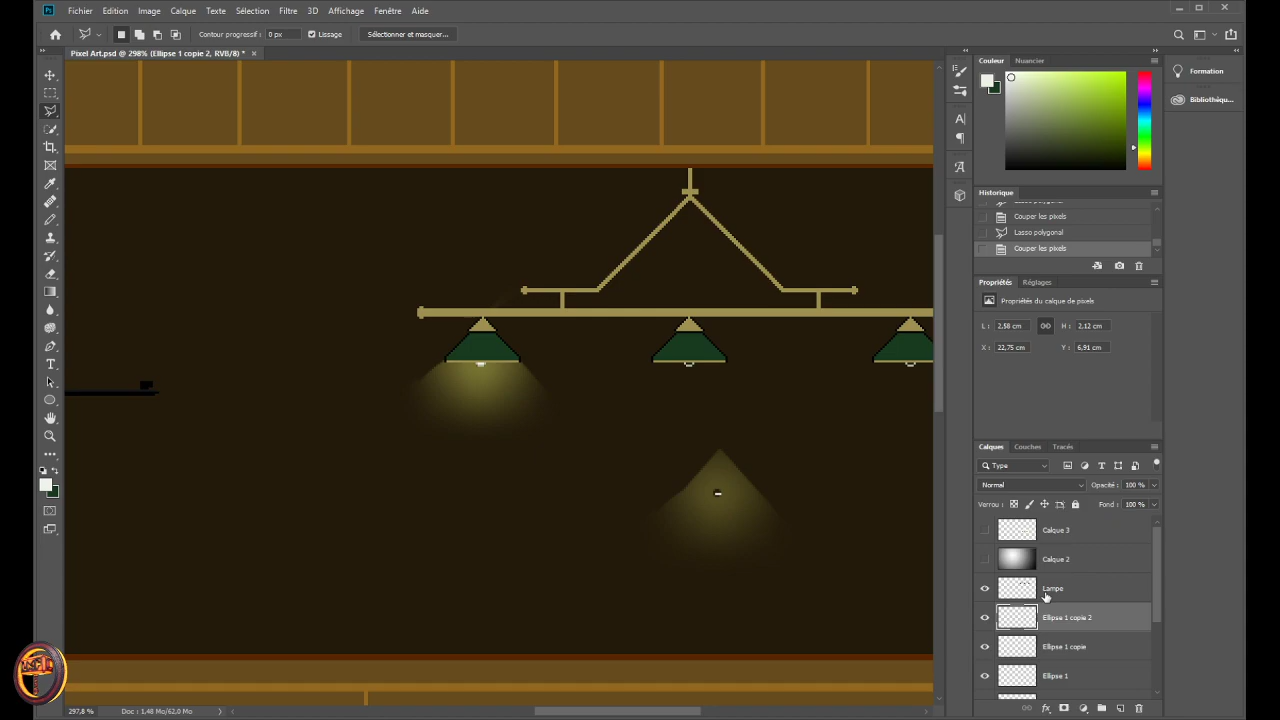 Fichier Edition Image Calque Texte Sélection Filtre 3D Affichage Fenêtre Aide
Contour progressif : 0 px Lissage Sélectionner et masquer...
Pixel Art.psd @ 298% (Ellipse 1 copie 2, RVB/8) *
Couleur Nuancier
Formation
Bibliothèqu...
Historique
Couper les pixels
Lasso polygonal
Couper les pixels
Propriétés Réglages
Propriétés du calque de pixels
L : 2,58 cm H : 2,12 cm
X : 22,75 cm Y : 6,91 cm
Calques Couches Tracés
Type
Normal Opacité : 100 %
Verrou : Fond : 100 %
Calque 3
Calque 2
Lampe
Ellipse 1 copie 2
Ellipse 1 copie
Ellipse 1
297,8 % Doc : 1,48 Mo/62,0 Mo